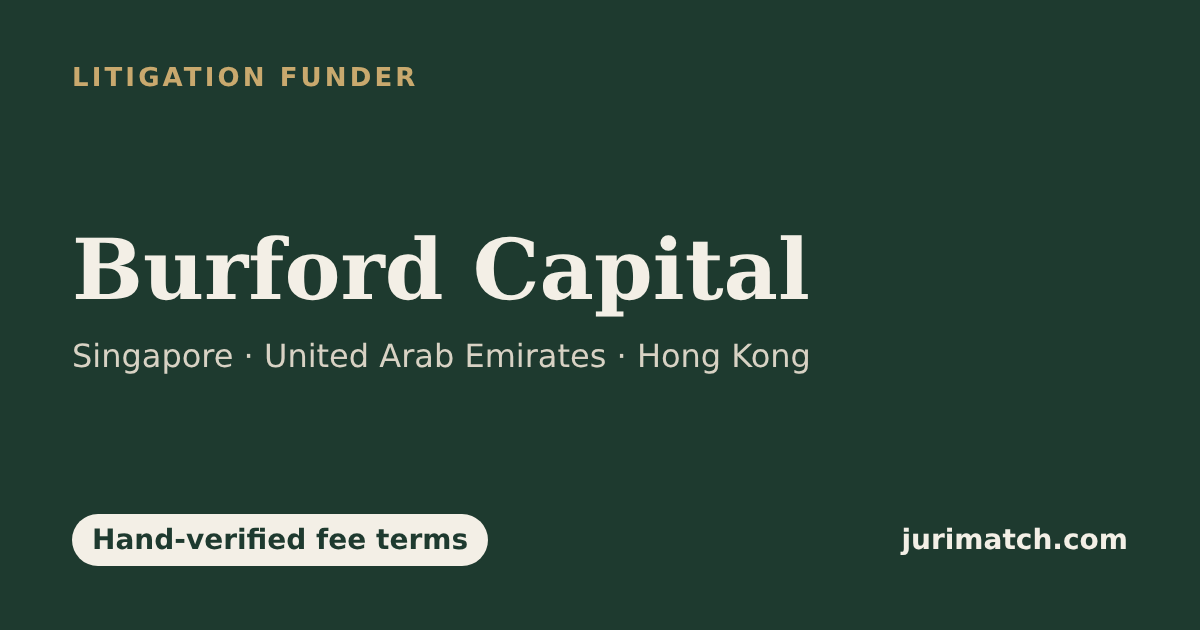 LITIGATION FUNDER
Burford Capital
Singapore · United Arab Emirates · Hong Kong
Hand-verified fee terms
jurimatch.com